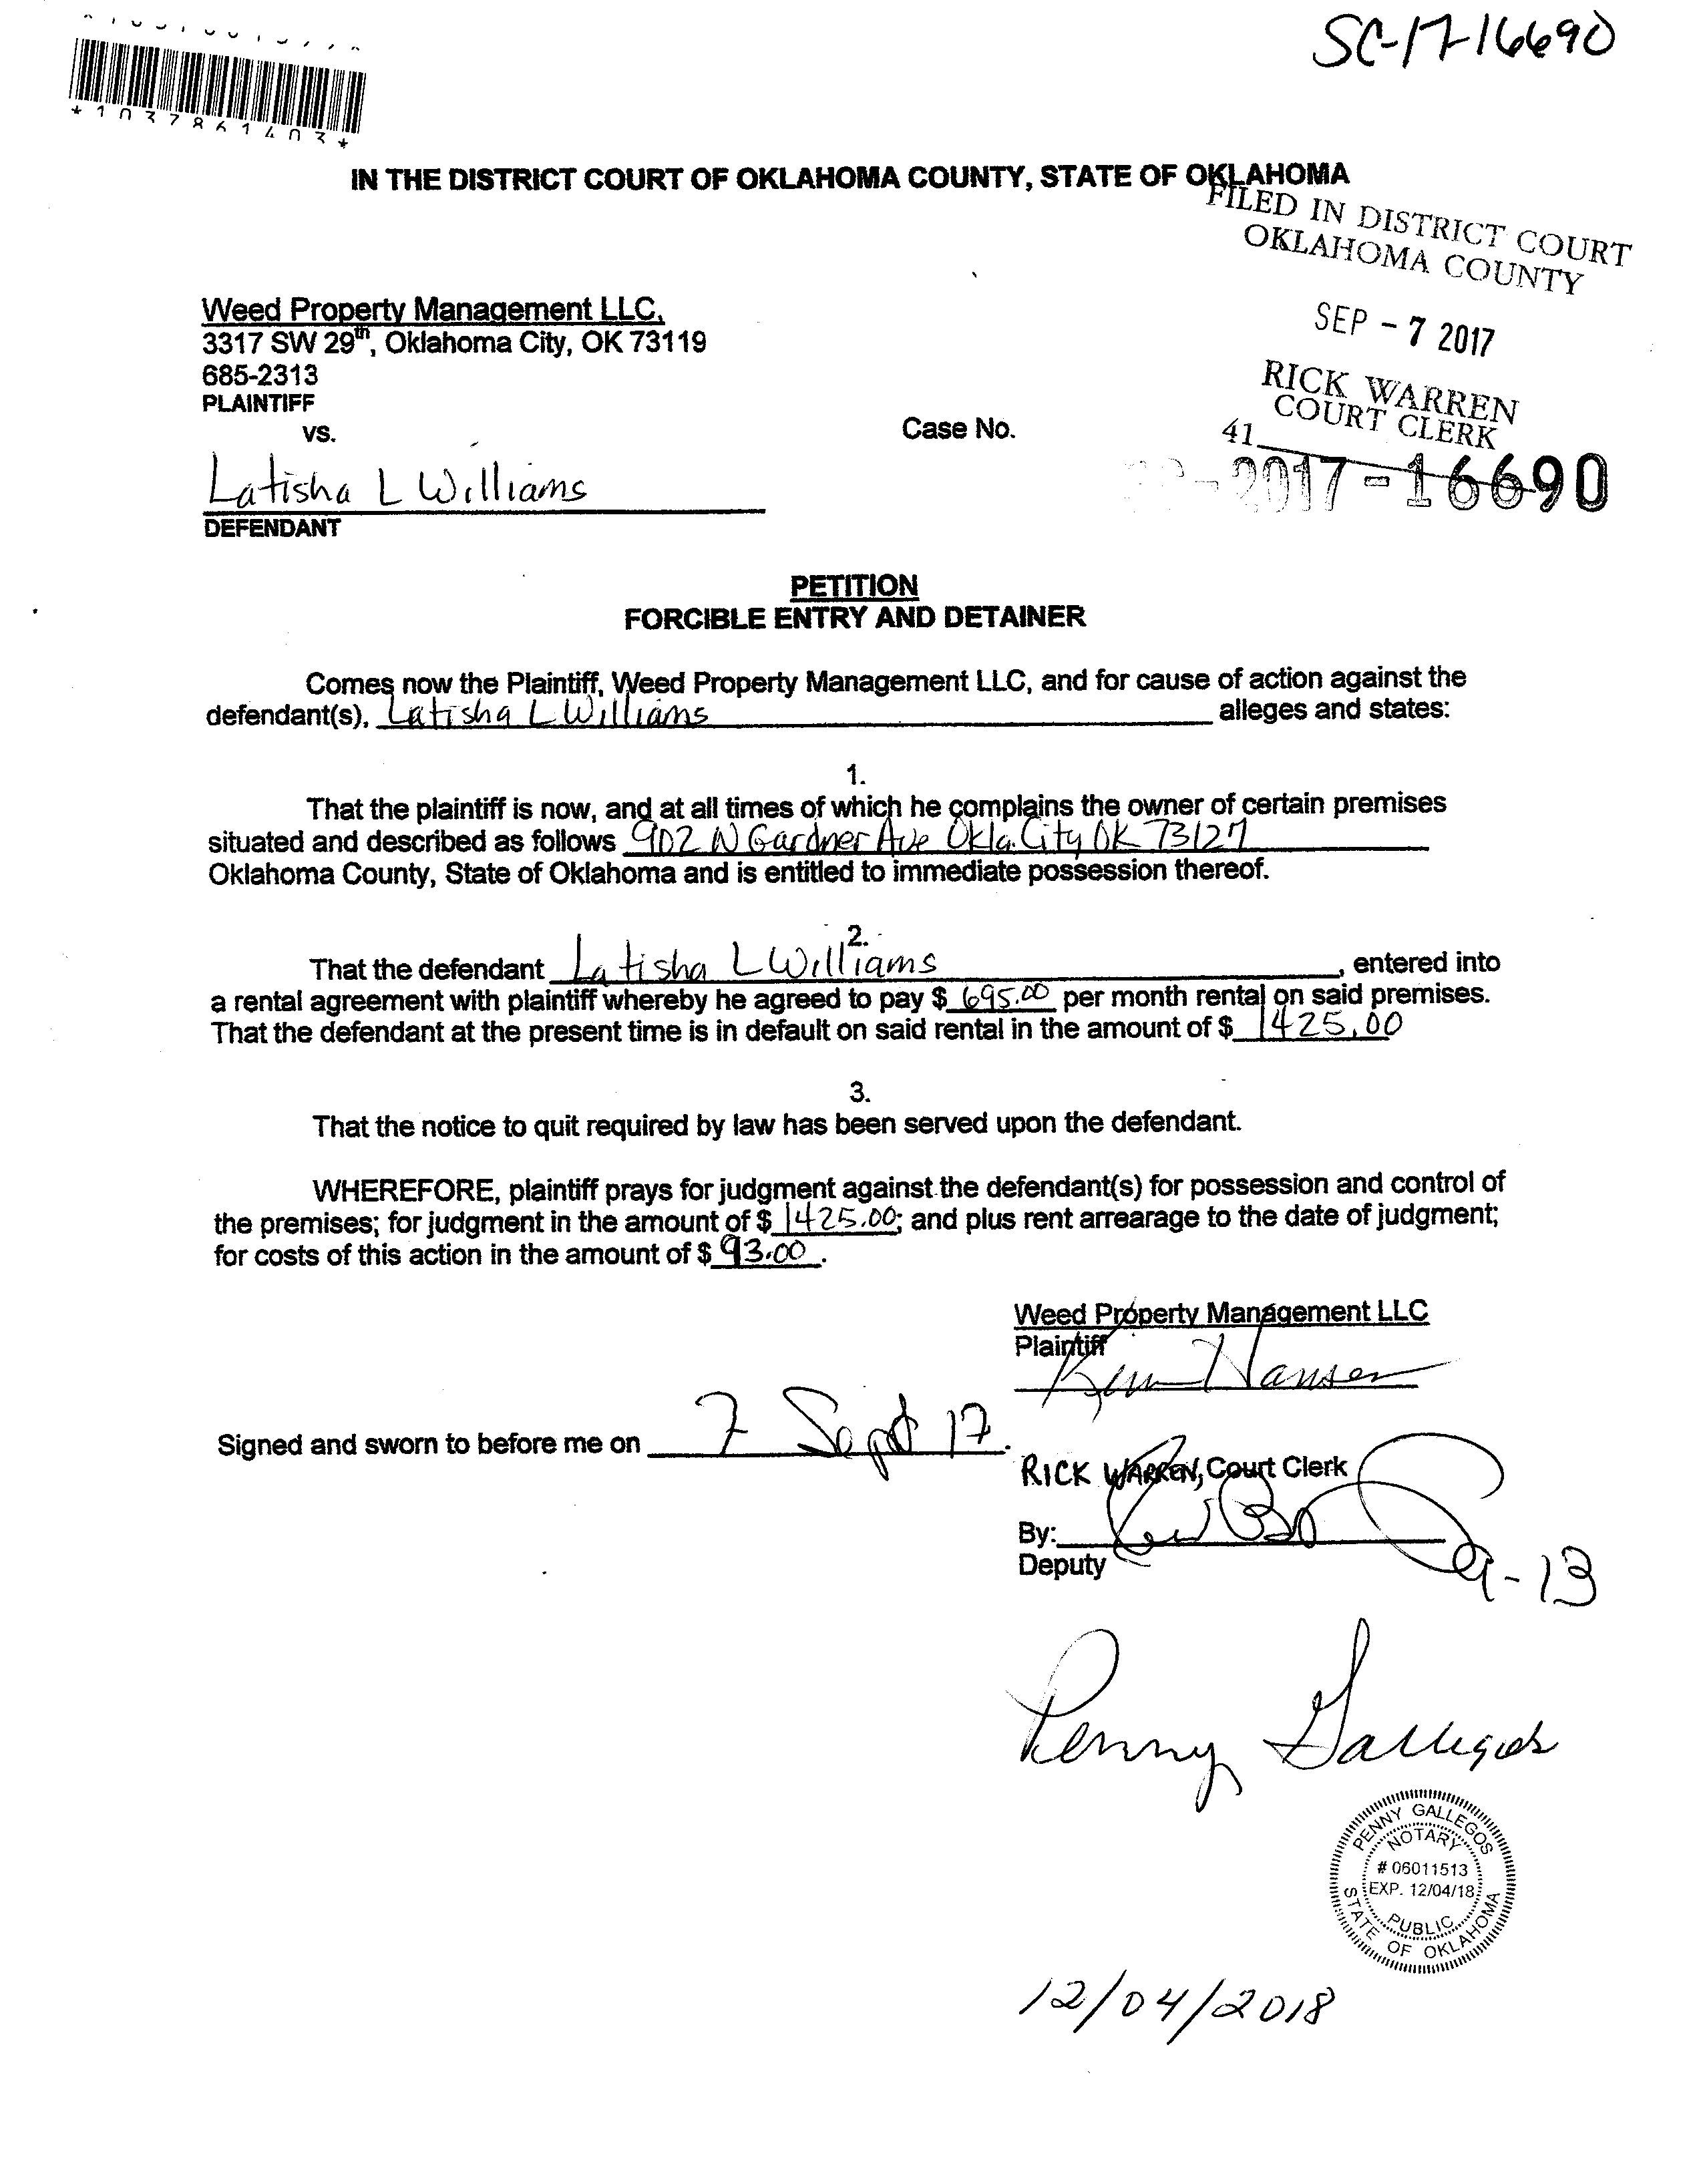 SC-17-16690
*1037861403*
IN THE DISTRICT COURT OF OKLAHOMA COUNTY, STATE OF OKLAHOMA
FILED IN DISTRICT COURT
OKLAHOMA COUNTY
SEP - 7 2017
RICK WARREN
COURT CLERK
41
Weed Property Management LLC,
3317 SW 29th, Oklahoma City, OK 73119
685-2313
PLAINTIFF
vs.
Case No.
-2017-16690
Latisha L Williams
DEFENDANT
PETITION
FORCIBLE ENTRY AND DETAINER
Comes now the Plaintiff, Weed Property Management LLC, and for cause of action against the
defendant(s), Latisha L Williams alleges and states:
1.
That the plaintiff is now, and at all times of which he complains the owner of certain premises
situated and described as follows 902 N Gardner Ave Okla. City OK 73127
Oklahoma County, State of Oklahoma and is entitled to immediate possession thereof.
2.
That the defendant Latisha L Williams, entered into
a rental agreement with plaintiff whereby he agreed to pay $ 695.00 per month rental on said premises.
That the defendant at the present time is in default on said rental in the amount of $ 1425.00
3.
That the notice to quit required by law has been served upon the defendant.
WHEREFORE, plaintiff prays for judgment against the defendant(s) for possession and control of
the premises; for judgment in the amount of $ 1425.00; and plus rent arrearage to the date of judgment;
for costs of this action in the amount of $ 93.00.
Weed Property Management LLC
Plaintiff
Hansen
Signed and sworn to before me on 7 Sept 17.
RICK WARREN, Court Clerk
By:
Deputy
9-13
Penny Gallegos
PENNY GALLEGOS
NOTARY
# 06011513
EXP. 12/04/18
PUBLIC
STATE OF OKLAHOMA
12/04/2018